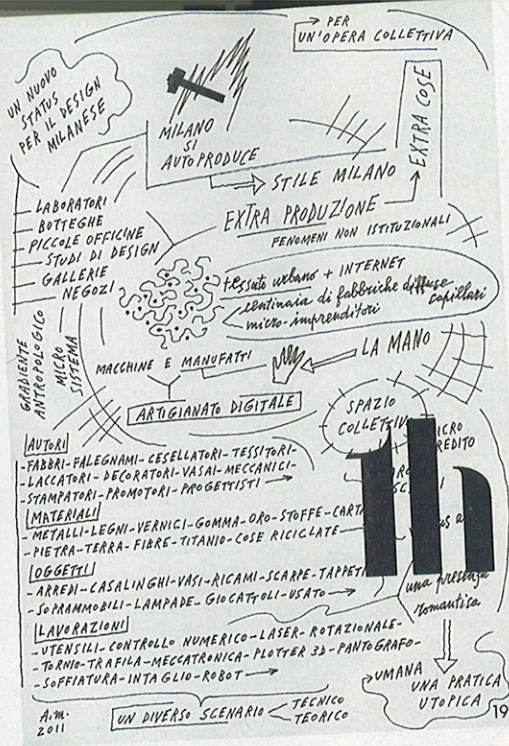 PER
UN'OPERA COLLETTIVA
UN NUOVO
STATUS
PER IL DESIGN
MILANESE
MILANO
SI
AUTOPRODUCE
STILE MILANO
EXTRA COSE
EXTRA PRODUZIONE
FENOMENI NON ISTITUZIONALI
LABORATORI
BOTTEGHE
PICCOLE OFFICINE
STUDI DI DESIGN
GALLERIE
NEGOZI
tessuto urbano + INTERNET
centinaia di fabbriche diffuse
capillari
micro-imprenditori
GRADIENTE
ANTROPOLOGICO
MICRO
SISTEMA
MACCHINE E MANUFATTI
LA MANO
ARTIGIANATO DIGITALE
SPAZIO
COLLETTIVO
AUTORI
-FABBRI-FALEGNAMI-CESELLATORI-TESSITORI-
-LACCATORI-DECORATORI-VASAI-MECCANICI-
-STAMPATORI-PROMOTORI-PROGETTISTI
MATERIALI
-METALLI-LEGNI-VERNICI-GOMMA-ORO-STOFFE-CARTA
-PIETRA-TERRA-FIBRE-TITANIO-COSE RICICLATE
OGGETTI
-ARREDI-CASALINGHI-VASI-RICAMI-SCARPE-TAPPETI
-SOPRAMMOBILI-LAMPADE-GIOCATTOLI-USATO
LAVORAZIONI
-UTENSILI-CONTROLLO NUMERICO-LASER-ROTAZIONALE-
-TORNIO-TRAFILA-MECCATRONICA-PLOTTER 3D-PANTOGRAFO-
-SOFFIATURA-INTAGLIO-ROBOT
th
una presenza
romantica
UMANA
UNA PRATICA
UTOPICA
A.M.
2011
UN DIVERSO SCENARIO
TECNICO
TEORICO
19